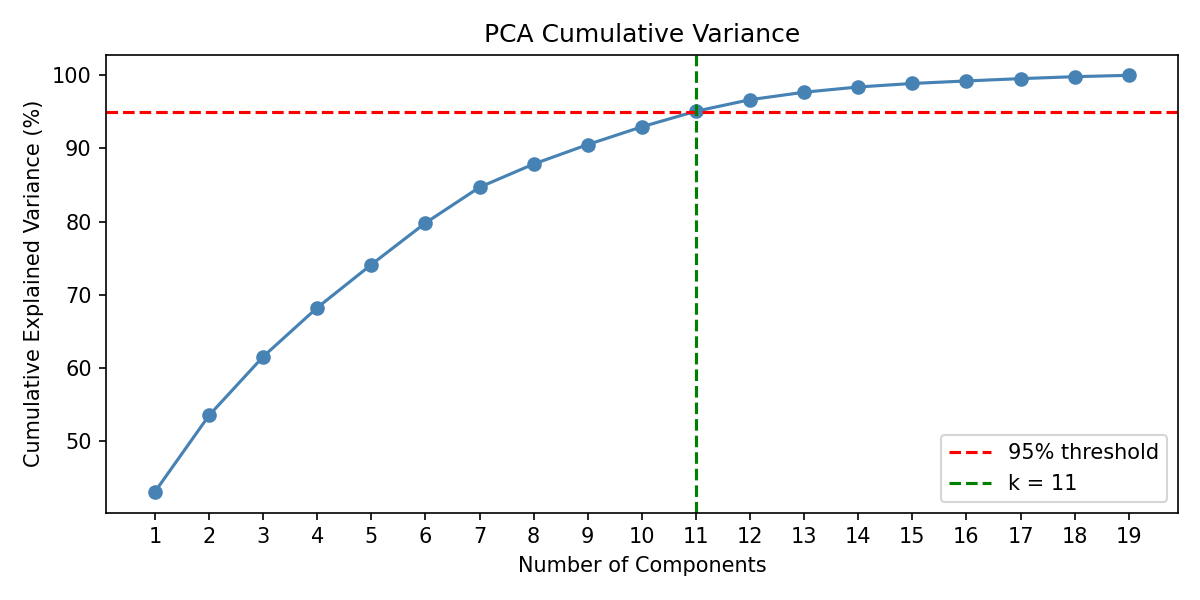 PCA Cumulative Variance
Cumulative Explained Variance (%)
100
90
80
70
60
50
95% threshold
k = 11
1 2 3 4 5 6 7 8 9 10 11 12 13 14 15 16 17 18 19
Number of Components